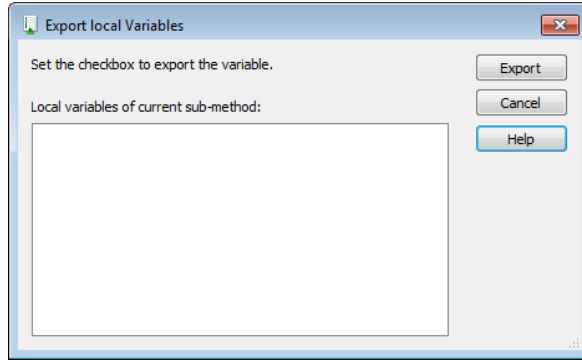 Export local Variables
Set the checkbox to export the variable.
Export
Local variables of current sub-method:
Cancel
Help